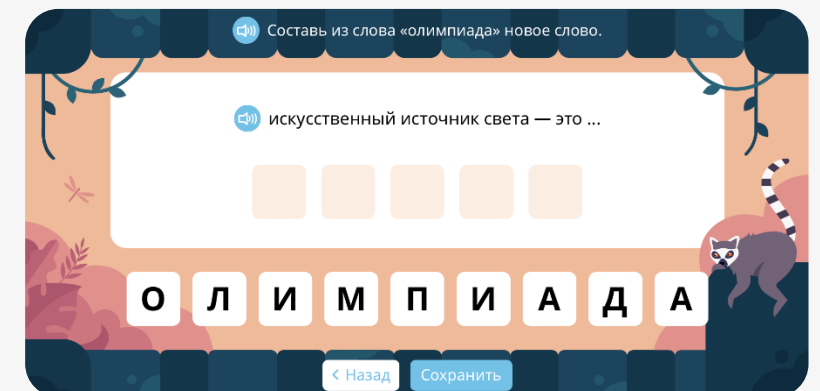 Составь из слова «олимпиада» новое слово.
искусственный источник света — это ...
О Л И М П И А Д А
Назад Сохранить